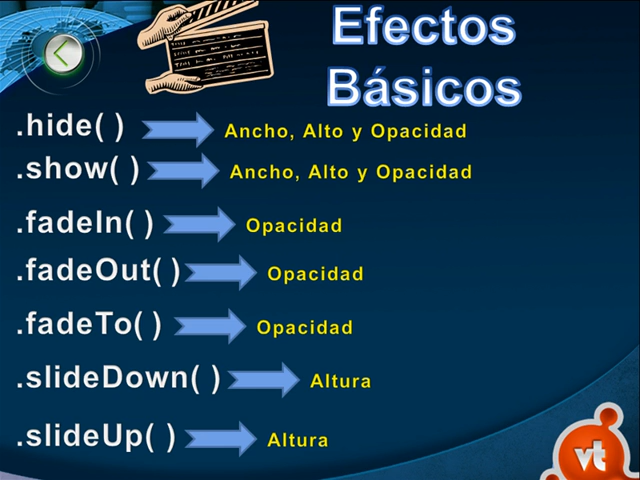 Efectos
Básicos
.hide( ) Ancho, Alto y Opacidad
.show( ) Ancho, Alto y Opacidad
.fadeIn( ) Opacidad
.fadeOut( ) Opacidad
.fadeTo( ) Opacidad
.slideDown( ) Altura
.slideUp( ) Altura
vt